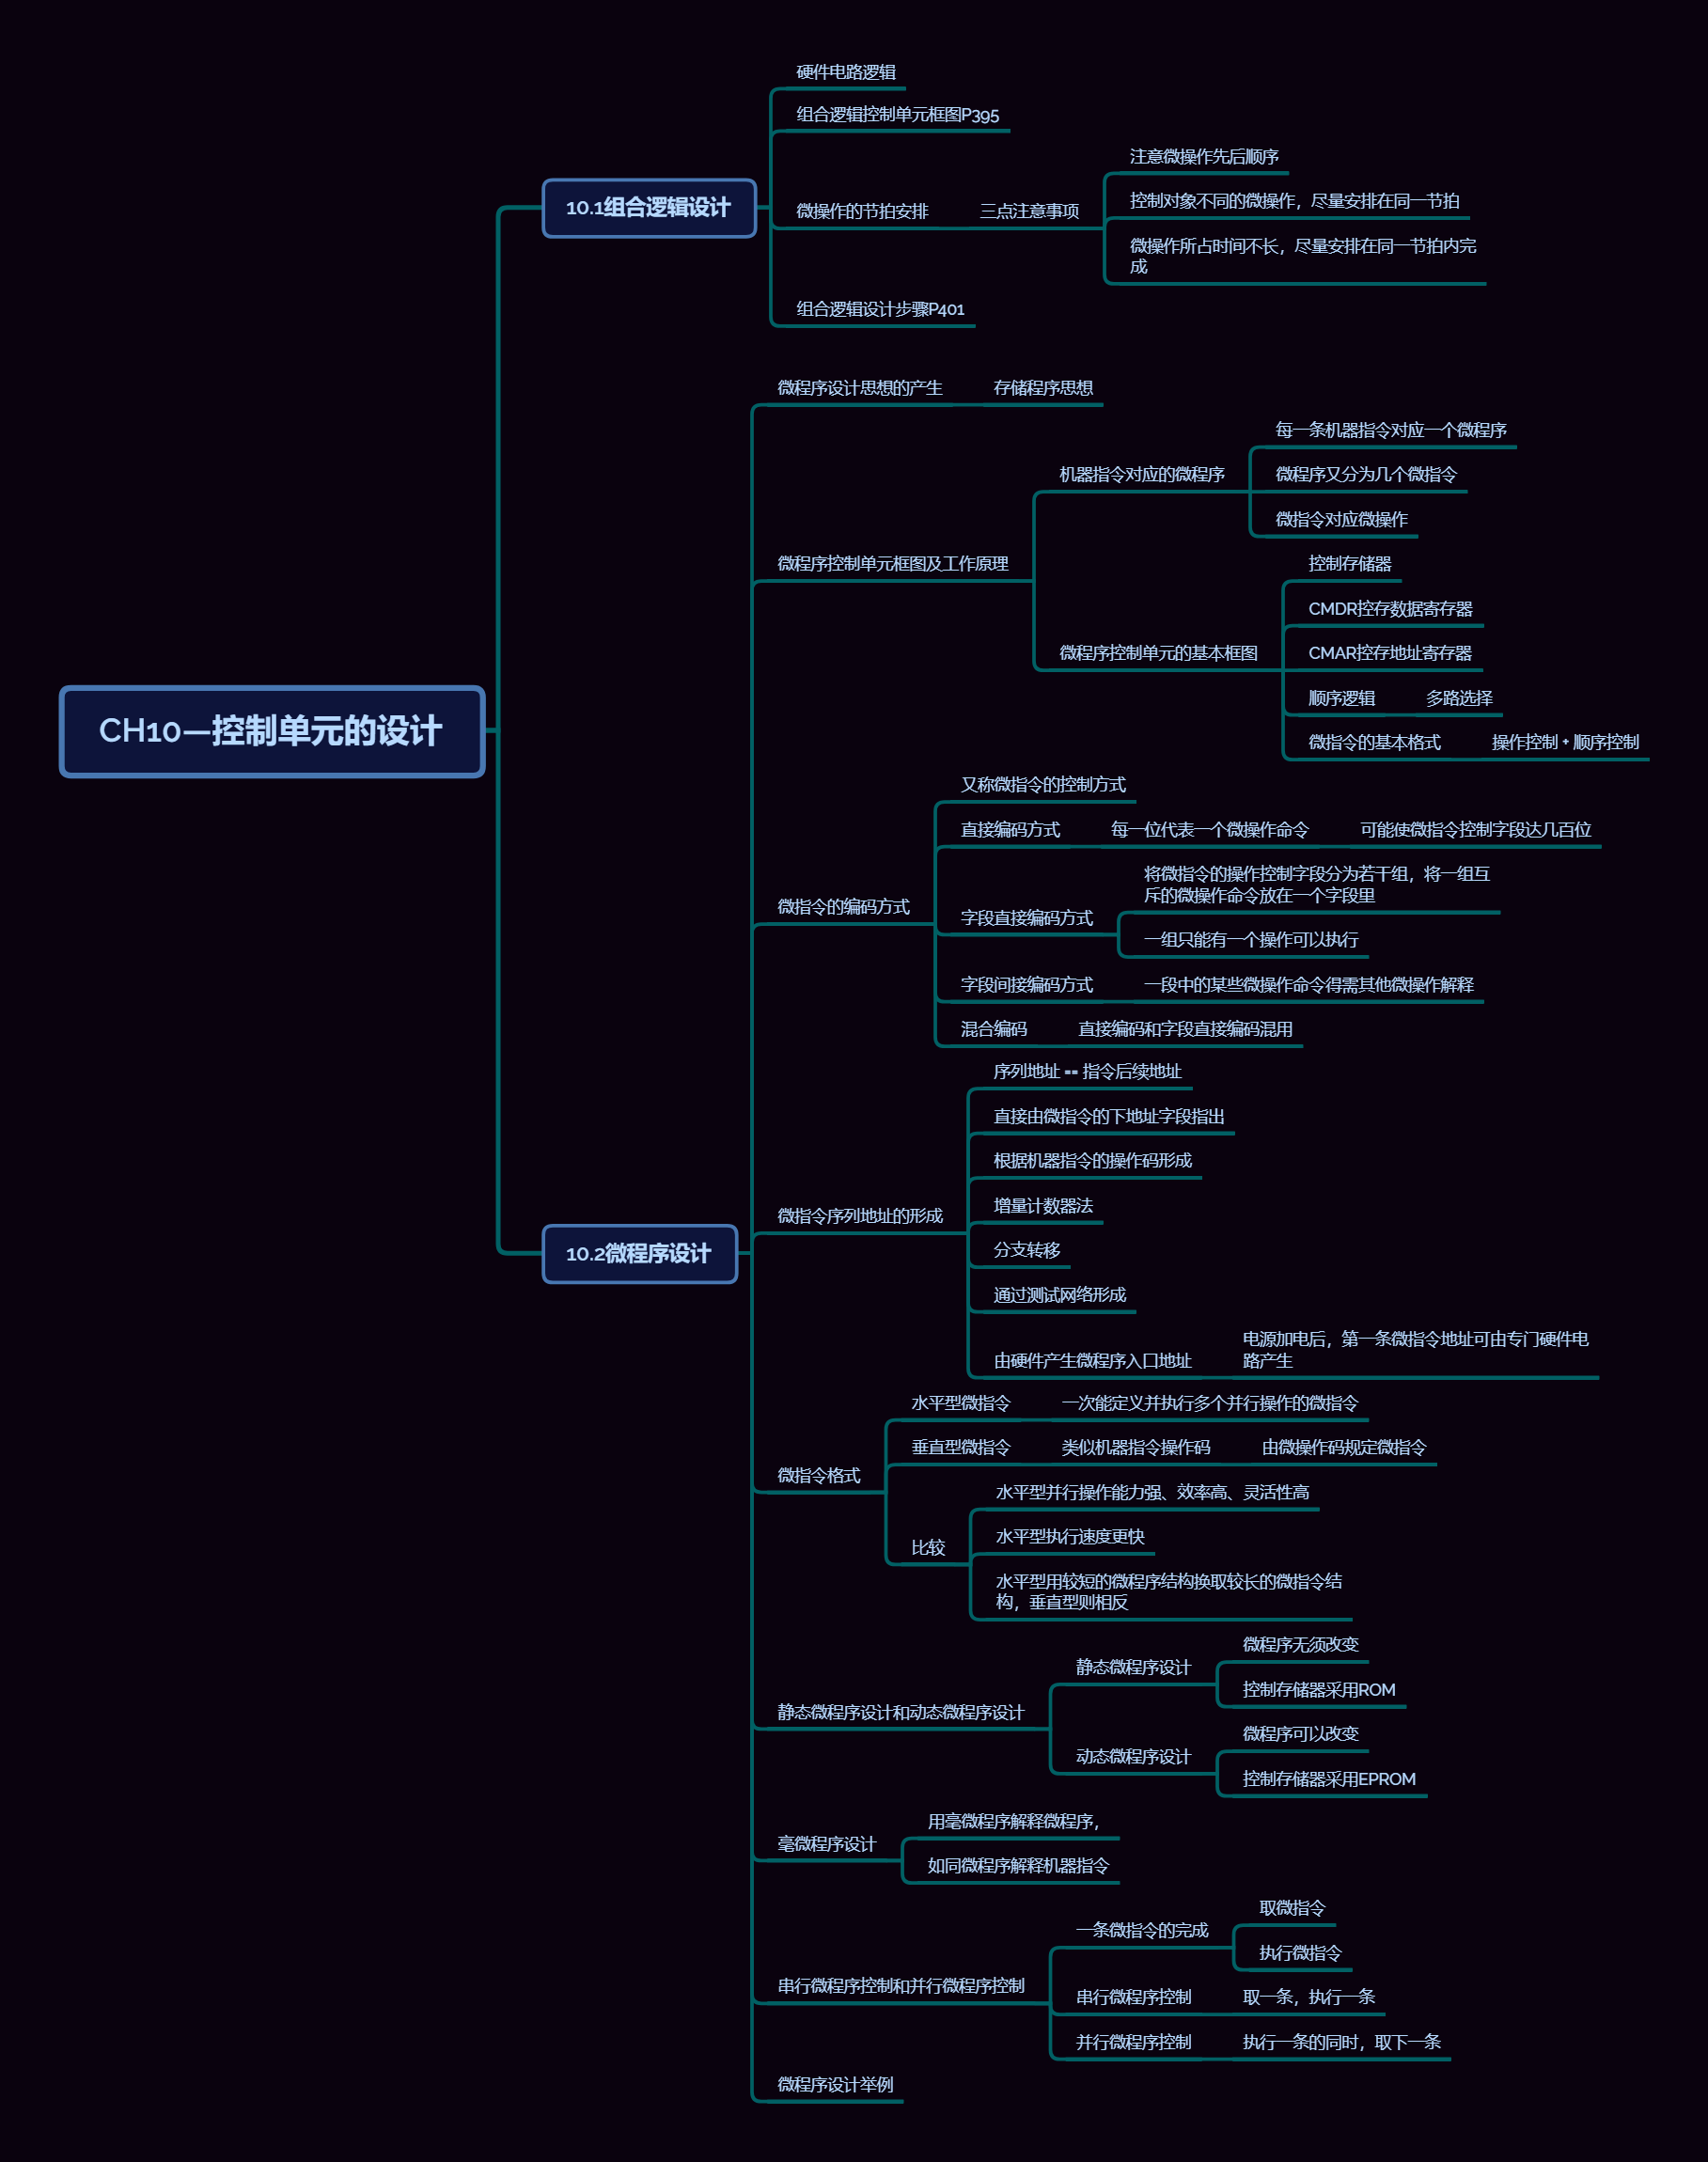 CH10—控制单元的设计
10.1组合逻辑设计
硬件电路逻辑
组合逻辑控制单元框图P395
微操作的节拍安排
三点注意事项
注意微操作先后顺序
控制对象不同的微操作，尽量安排在同一节拍
微操作所占时间不长，尽量安排在同一节拍内完
成
组合逻辑设计步骤P401
10.2微程序设计
微程序设计思想的产生
存储程序思想
微程序控制单元框图及工作原理
机器指令对应的微程序
每一条机器指令对应一个微程序
微程序又分为几个微指令
微指令对应微操作
微程序控制单元的基本框图
控制存储器
CMDR控存数据寄存器
CMAR控存地址寄存器
顺序逻辑
多路选择
微指令的基本格式
操作控制 + 顺序控制
微指令的编码方式
又称微指令的控制方式
直接编码方式
每一位代表一个微操作命令
可能使微指令控制字段达几百位
字段直接编码方式
将微指令的操作控制字段分为若干组，将一组互
斥的微操作命令放在一个字段里
一组只能有一个操作可以执行
字段间接编码方式
一段中的某些微操作命令得需其他微操作解释
混合编码
直接编码和字段直接编码混用
微指令序列地址的形成
序列地址 -- 指令后续地址
直接由微指令的下地址字段指出
根据机器指令的操作码形成
增量计数器法
分支转移
通过测试网络形成
由硬件产生微程序入口地址
电源加电后，第一条微指令地址可由专门硬件电
路产生
微指令格式
水平型微指令
一次能定义并执行多个并行操作的微指令
垂直型微指令
类似机器指令操作码
由微操作码规定微指令
比较
水平型并行操作能力强、效率高、灵活性高
水平型执行速度更快
水平型用较短的微程序结构换取较长的微指令结
构，垂直型则相反
静态微程序设计和动态微程序设计
静态微程序设计
微程序无须改变
控制存储器采用ROM
动态微程序设计
微程序可以改变
控制存储器采用EPROM
毫微程序设计
用毫微程序解释微程序，
如同微程序解释机器指令
串行微程序控制和并行微程序控制
一条微指令的完成
取微指令
执行微指令
串行微程序控制
取一条，执行一条
并行微程序控制
执行一条的同时，取下一条
微程序设计举例